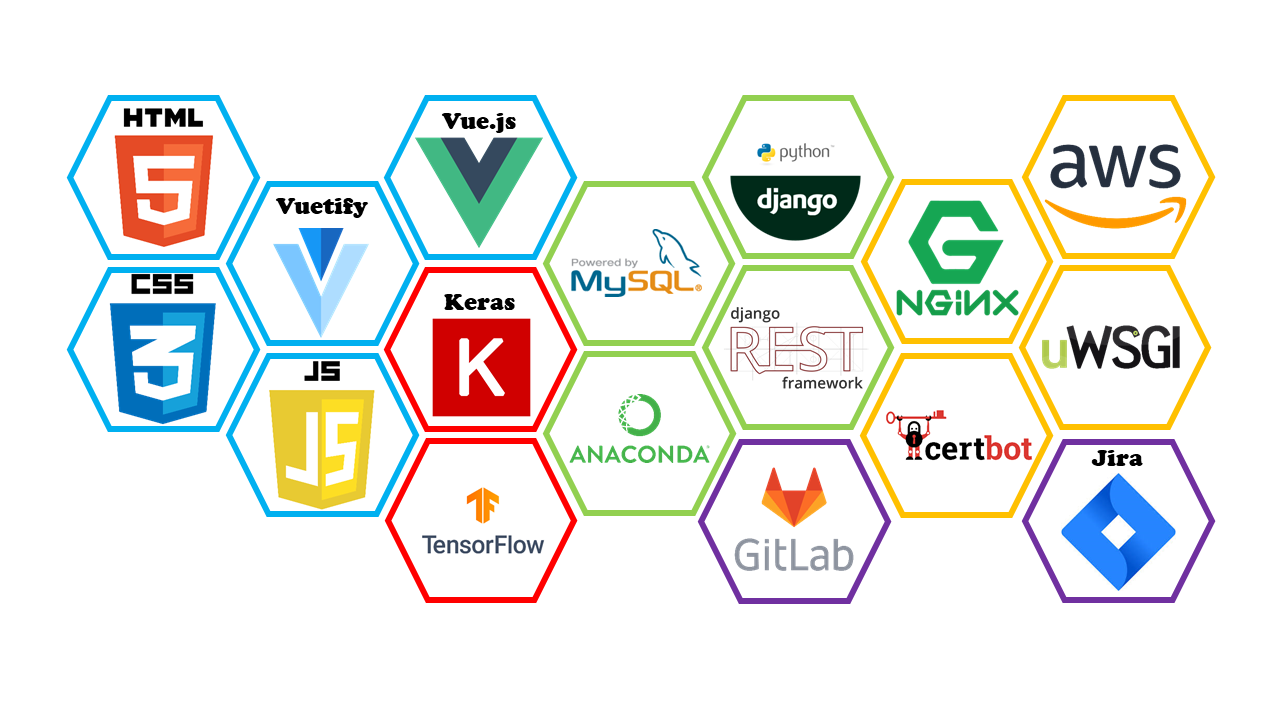 HTML
5
Vuetify
CSS
3
JS
JS
Vue.js
Keras
K
TensorFlow
Powered by
MySQL®
ANACONDA®
python™
django
django
REST
framework
GitLab
NGiNX
certbot
aws
uWSGI
Jira